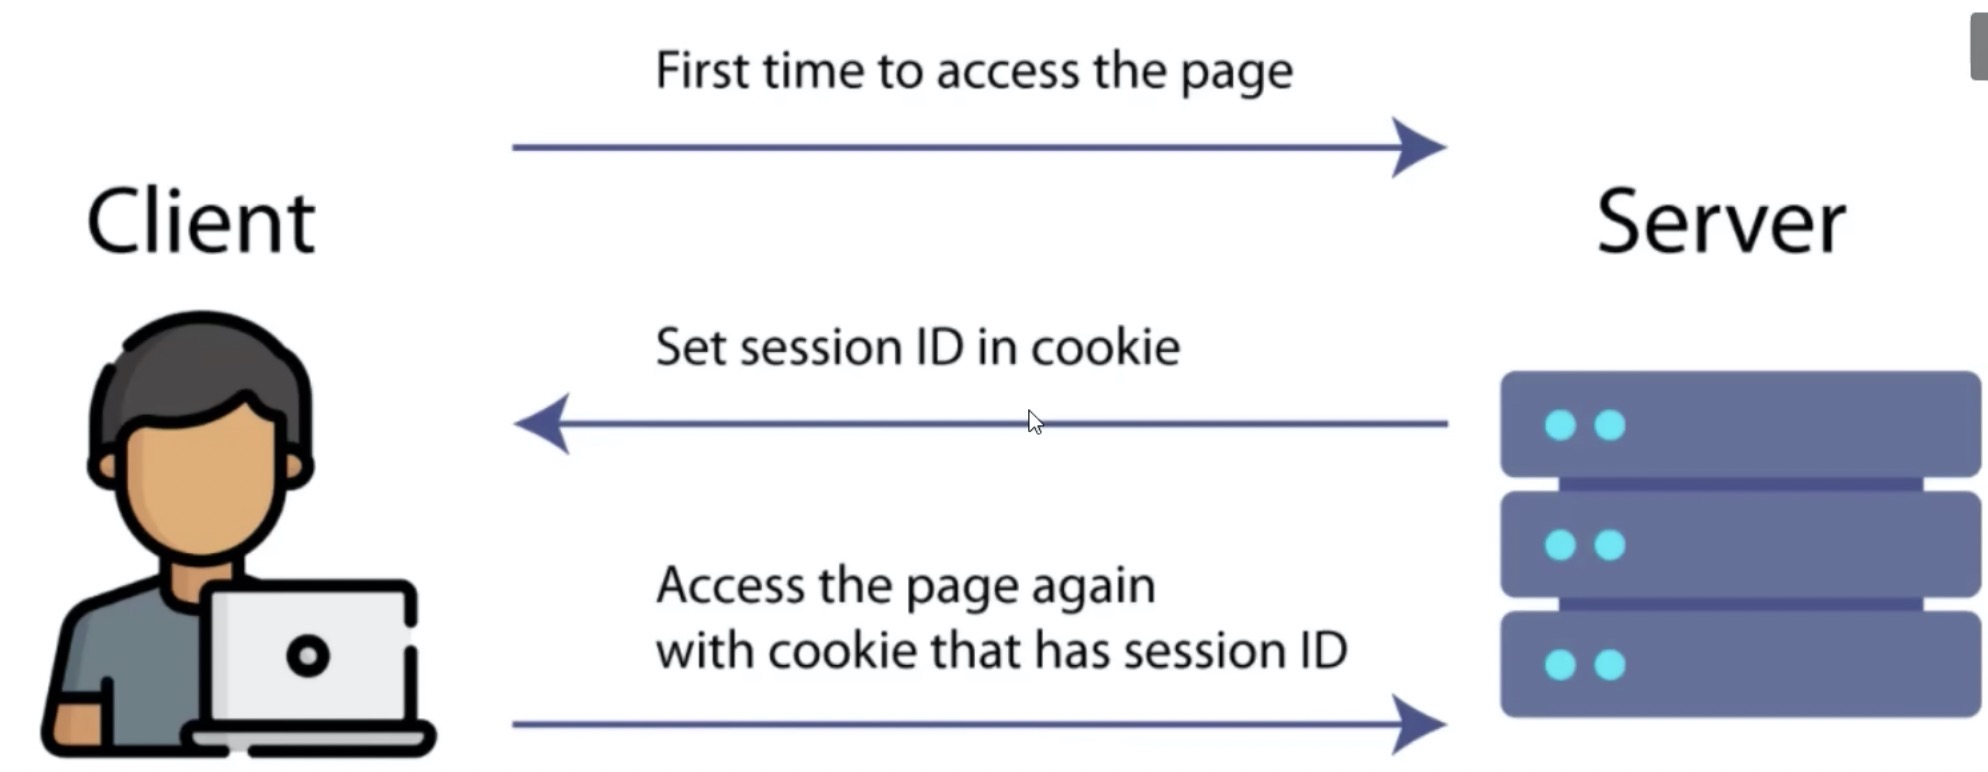 First time to access the page
Client
Server
Set session ID in cookie
Access the page again
with cookie that has session ID